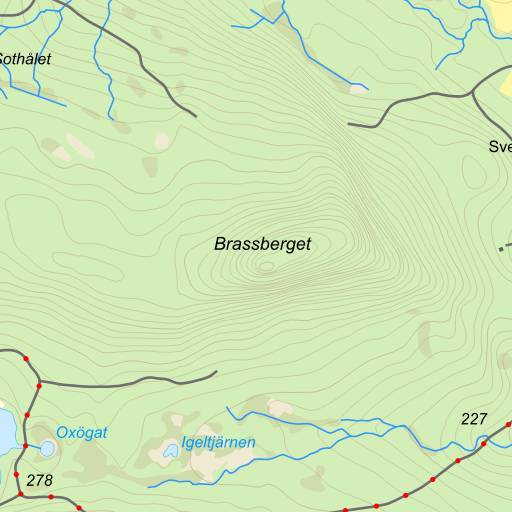 Sothålet
Sve
Brassberget
227
Oxögat
Igeltjärnen
278